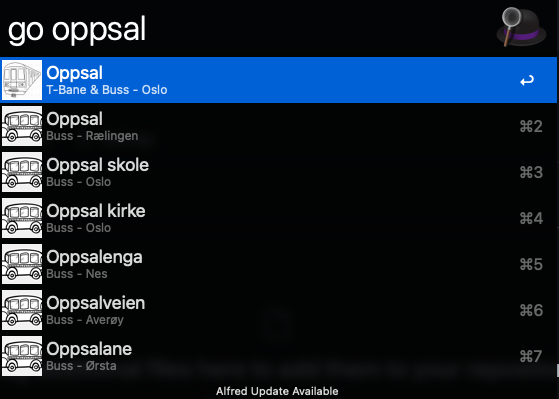 go oppsal
Oppsal
T-Bane & Buss - Oslo
↩
Oppsal
Buss - Rælingen
⌘2
Oppsal skole
Buss - Oslo
⌘3
Oppsal kirke
Buss - Oslo
⌘4
Oppsalenga
Buss - Nes
⌘5
Oppsalveien
Buss - Averøy
⌘6
Oppsalane
Buss - Ørsta
⌘7
Alfred Update Available